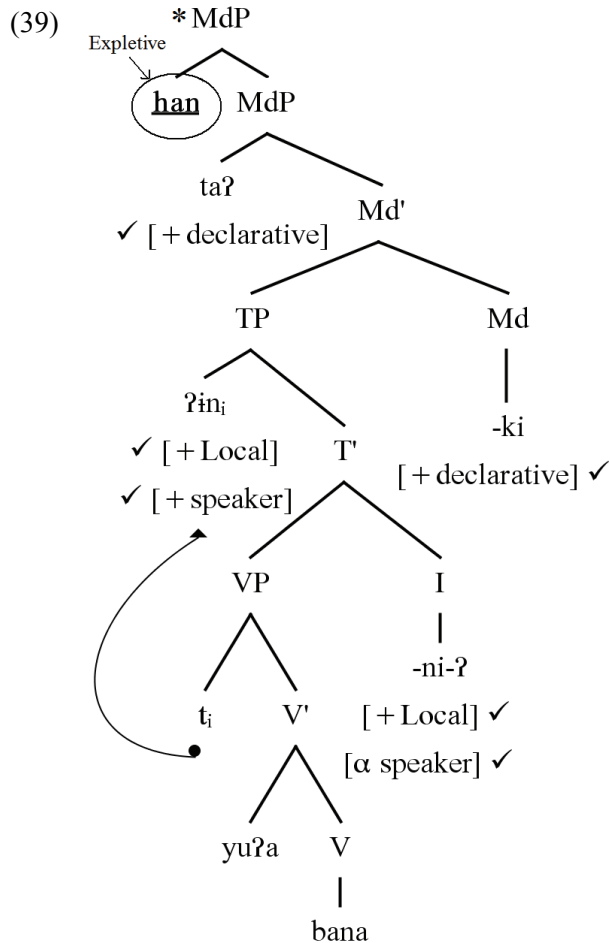 (39)
* MdP
Expletive
han MdP
taʔ
Md'
✓ [+declarative]
TP Md
ʔɨnᵢ
-ki
✓ [+Local] T'
[+declarative] ✓
✓ [+speaker]
VP I
-ni-ʔ
tᵢ V' [+Local] ✓
[α speaker] ✓
yuʔa V
bana